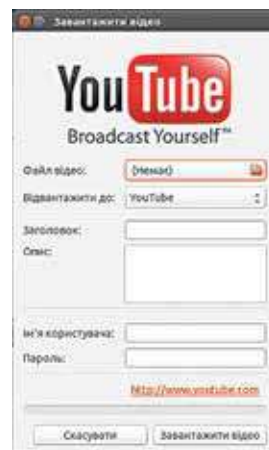 Завантажити відео
YouTube
Broadcast Yourself™
Файл відео: (Немає)
Відвантажити до: YouTube
Заголовок:
Опис:
Ім'я користувача:
Пароль:
http://www.youtube.com
Скасувати Завантажити відео